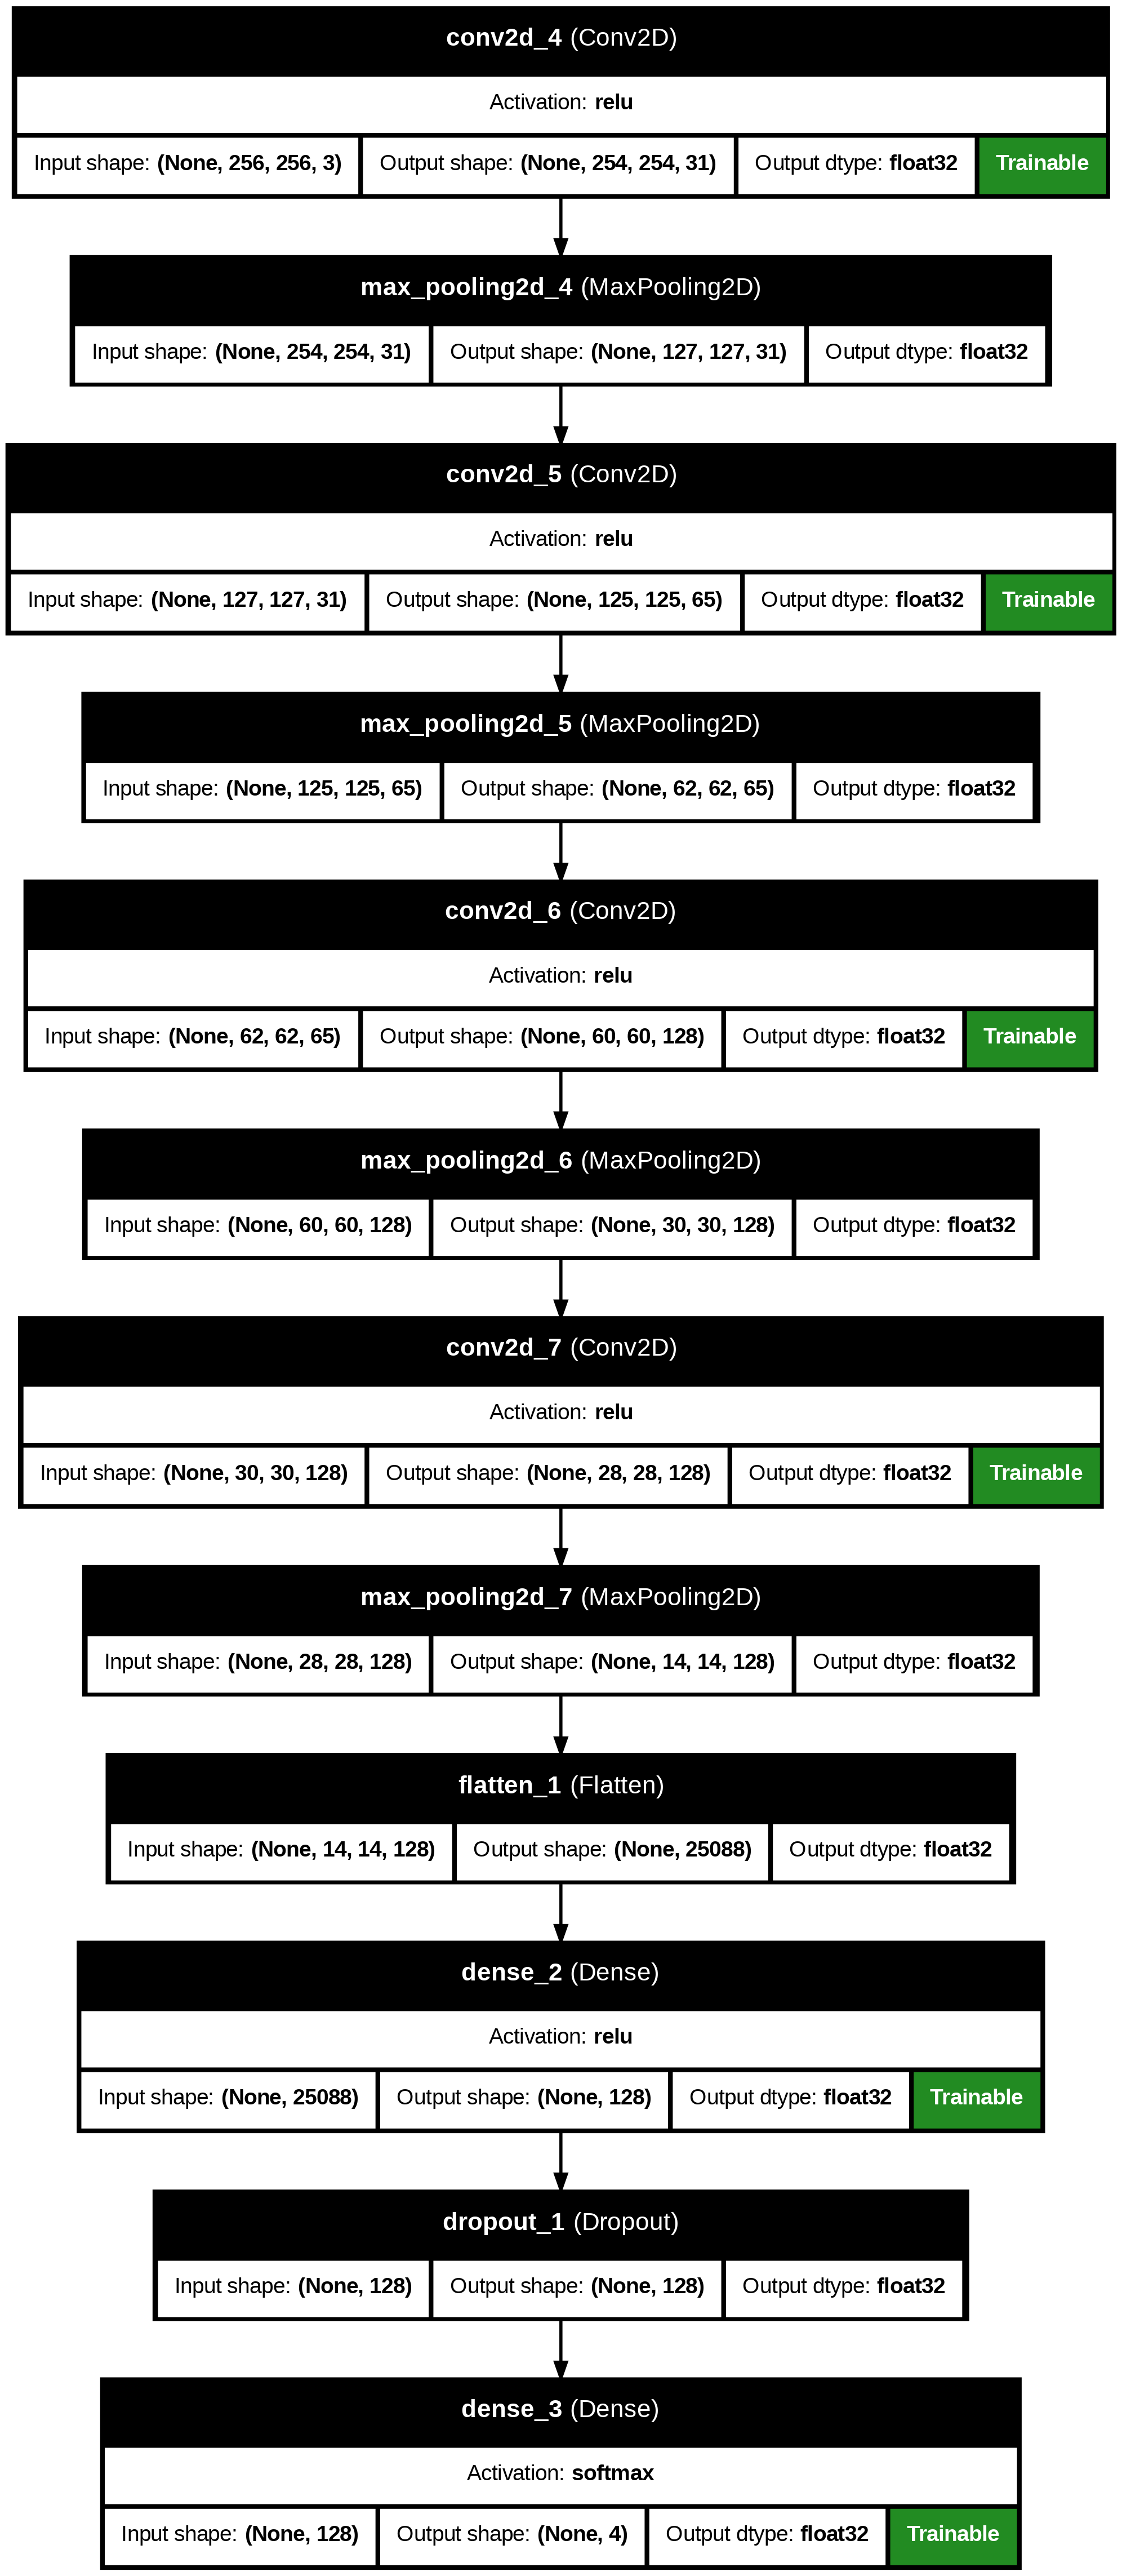 conv2d_4 (Conv2D)
Activation: relu
Input shape: (None, 256, 256, 3) Output shape: (None, 254, 254, 31) Output dtype: float32 Trainable
max_pooling2d_4 (MaxPooling2D)
Input shape: (None, 254, 254, 31) Output shape: (None, 127, 127, 31) Output dtype: float32
conv2d_5 (Conv2D)
Activation: relu
Input shape: (None, 127, 127, 31) Output shape: (None, 125, 125, 65) Output dtype: float32 Trainable
max_pooling2d_5 (MaxPooling2D)
Input shape: (None, 125, 125, 65) Output shape: (None, 62, 62, 65) Output dtype: float32
conv2d_6 (Conv2D)
Activation: relu
Input shape: (None, 62, 62, 65) Output shape: (None, 60, 60, 128) Output dtype: float32 Trainable
max_pooling2d_6 (MaxPooling2D)
Input shape: (None, 60, 60, 128) Output shape: (None, 30, 30, 128) Output dtype: float32
conv2d_7 (Conv2D)
Activation: relu
Input shape: (None, 30, 30, 128) Output shape: (None, 28, 28, 128) Output dtype: float32 Trainable
max_pooling2d_7 (MaxPooling2D)
Input shape: (None, 28, 28, 128) Output shape: (None, 14, 14, 128) Output dtype: float32
flatten_1 (Flatten)
Input shape: (None, 14, 14, 128) Output shape: (None, 25088) Output dtype: float32
dense_2 (Dense)
Activation: relu
Input shape: (None, 25088) Output shape: (None, 128) Output dtype: float32 Trainable
dropout_1 (Dropout)
Input shape: (None, 128) Output shape: (None, 128) Output dtype: float32
dense_3 (Dense)
Activation: softmax
Input shape: (None, 128) Output shape: (None, 4) Output dtype: float32 Trainable